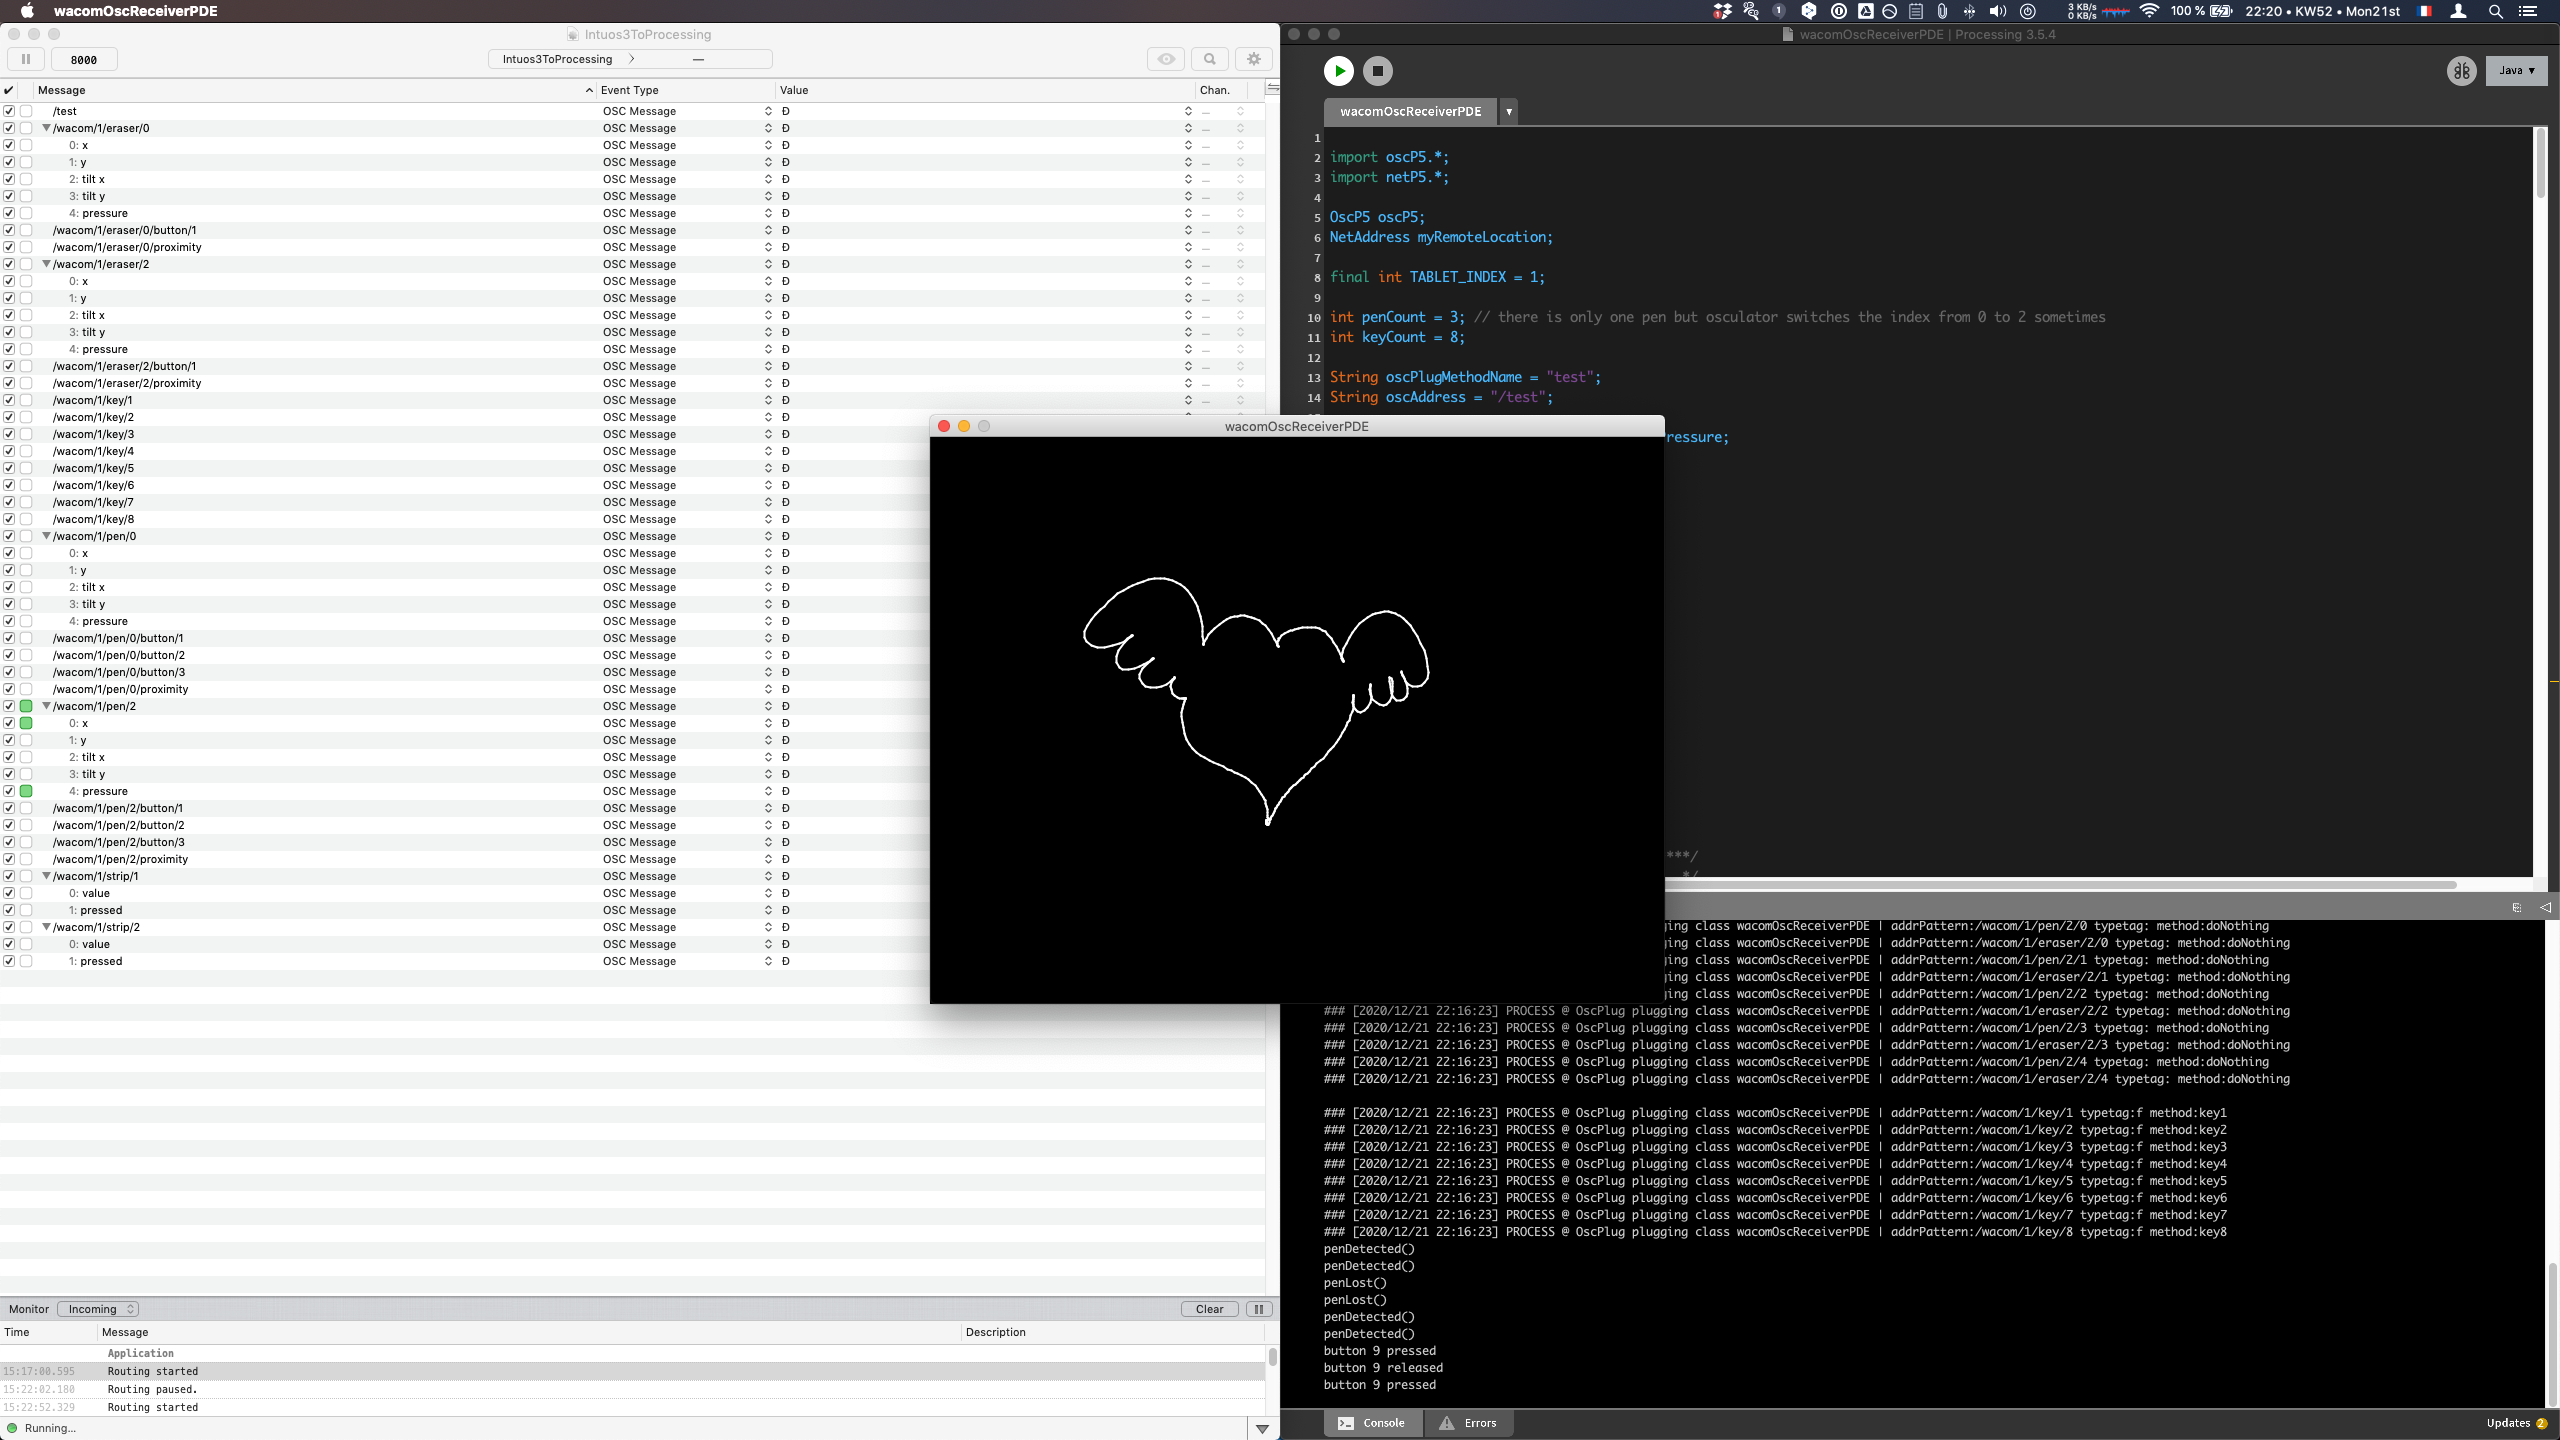 wacomOscReceiverPDE
1
1
3 KB/s
0 KB/s
100 %
22:20 • KW52 • Mon21st
Intuos3ToProcessing
8000
Intuos3ToProcessing > —
✔ Message Event Type Value Chan.
/test OSC Message Đ –
/wacom/1/eraser/0 OSC Message Đ –
0: x OSC Message Đ –
1: y OSC Message Đ –
2: tilt x OSC Message Đ –
3: tilt y OSC Message Đ –
4: pressure OSC Message Đ –
/wacom/1/eraser/0/button/1 OSC Message Đ –
/wacom/1/eraser/0/proximity OSC Message Đ –
/wacom/1/eraser/2 OSC Message Đ –
0: x OSC Message Đ –
1: y OSC Message Đ –
2: tilt x OSC Message Đ –
3: tilt y OSC Message Đ –
4: pressure OSC Message Đ –
/wacom/1/eraser/2/button/1 OSC Message Đ –
/wacom/1/eraser/2/proximity OSC Message Đ –
/wacom/1/key/1 OSC Message Đ –
/wacom/1/key/2 OSC Message Đ
/wacom/1/key/3 OSC Message Đ
/wacom/1/key/4 OSC Message Đ
/wacom/1/key/5 OSC Message Đ
/wacom/1/key/6 OSC Message Đ
/wacom/1/key/7 OSC Message Đ
/wacom/1/key/8 OSC Message Đ
/wacom/1/pen/0 OSC Message Đ
0: x OSC Message Đ
1: y OSC Message Đ
2: tilt x OSC Message Đ
3: tilt y OSC Message Đ
4: pressure OSC Message Đ
/wacom/1/pen/0/button/1 OSC Message Đ
/wacom/1/pen/0/button/2 OSC Message Đ
/wacom/1/pen/0/button/3 OSC Message Đ
/wacom/1/pen/0/proximity OSC Message Đ
/wacom/1/pen/2 OSC Message Đ
0: x OSC Message Đ
1: y OSC Message Đ
2: tilt x OSC Message Đ
3: tilt y OSC Message Đ
4: pressure OSC Message Đ
/wacom/1/pen/2/button/1 OSC Message Đ
/wacom/1/pen/2/button/2 OSC Message Đ
/wacom/1/pen/2/button/3 OSC Message Đ
/wacom/1/pen/2/proximity OSC Message Đ
/wacom/1/strip/1 OSC Message Đ
0: value OSC Message Đ
1: pressed OSC Message Đ
/wacom/1/strip/2 OSC Message Đ
0: value OSC Message Đ
1: pressed OSC Message Đ
Monitor Incoming Clear
Time Message Description
Application
15:17:00.595 Routing started
15:22:02.180 Routing paused.
15:22:52.329 Routing started
Running...
wacomOscReceiverPDE
wacomOscReceiverPDE | Processing 3.5.4
Java ▾
wacomOscReceiverPDE
1
2 import oscP5.*;
3 import netP5.*;
4
5 OscP5 oscP5;
6 NetAddress myRemoteLocation;
7
8 final int TABLET_INDEX = 1;
9
10 int penCount = 3; // there is only one pen but osculator switches the index from 0 to 2 sometimes
11 int keyCount = 8;
12
13 String oscPlugMethodName = "test";
14 String oscAddress = "/test";
ressure;
***/
*/
ging class wacomOscReceiverPDE | addrPattern:/wacom/1/pen/2/0 typetag: method:doNothing
ging class wacomOscReceiverPDE | addrPattern:/wacom/1/eraser/2/0 typetag: method:doNothing
ging class wacomOscReceiverPDE | addrPattern:/wacom/1/pen/2/1 typetag: method:doNothing
ging class wacomOscReceiverPDE | addrPattern:/wacom/1/eraser/2/1 typetag: method:doNothing
ging class wacomOscReceiverPDE | addrPattern:/wacom/1/pen/2/2 typetag: method:doNothing
### [2020/12/21 22:16:23] PROCESS @ OscPlug plugging class wacomOscReceiverPDE | addrPattern:/wacom/1/eraser/2/2 typetag: method:doNothing
### [2020/12/21 22:16:23] PROCESS @ OscPlug plugging class wacomOscReceiverPDE | addrPattern:/wacom/1/pen/2/3 typetag: method:doNothing
### [2020/12/21 22:16:23] PROCESS @ OscPlug plugging class wacomOscReceiverPDE | addrPattern:/wacom/1/eraser/2/3 typetag: method:doNothing
### [2020/12/21 22:16:23] PROCESS @ OscPlug plugging class wacomOscReceiverPDE | addrPattern:/wacom/1/pen/2/4 typetag: method:doNothing
### [2020/12/21 22:16:23] PROCESS @ OscPlug plugging class wacomOscReceiverPDE | addrPattern:/wacom/1/eraser/2/4 typetag: method:doNothing
### [2020/12/21 22:16:23] PROCESS @ OscPlug plugging class wacomOscReceiverPDE | addrPattern:/wacom/1/key/1 typetag:f method:key1
### [2020/12/21 22:16:23] PROCESS @ OscPlug plugging class wacomOscReceiverPDE | addrPattern:/wacom/1/key/2 typetag:f method:key2
### [2020/12/21 22:16:23] PROCESS @ OscPlug plugging class wacomOscReceiverPDE | addrPattern:/wacom/1/key/3 typetag:f method:key3
### [2020/12/21 22:16:23] PROCESS @ OscPlug plugging class wacomOscReceiverPDE | addrPattern:/wacom/1/key/4 typetag:f method:key4
### [2020/12/21 22:16:23] PROCESS @ OscPlug plugging class wacomOscReceiverPDE | addrPattern:/wacom/1/key/5 typetag:f method:key5
### [2020/12/21 22:16:23] PROCESS @ OscPlug plugging class wacomOscReceiverPDE | addrPattern:/wacom/1/key/6 typetag:f method:key6
### [2020/12/21 22:16:23] PROCESS @ OscPlug plugging class wacomOscReceiverPDE | addrPattern:/wacom/1/key/7 typetag:f method:key7
### [2020/12/21 22:16:23] PROCESS @ OscPlug plugging class wacomOscReceiverPDE | addrPattern:/wacom/1/key/8 typetag:f method:key8
penDetected()
penDetected()
penLost()
penLost()
penDetected()
penDetected()
button 9 pressed
button 9 released
button 9 pressed
Console Errors
Updates 2